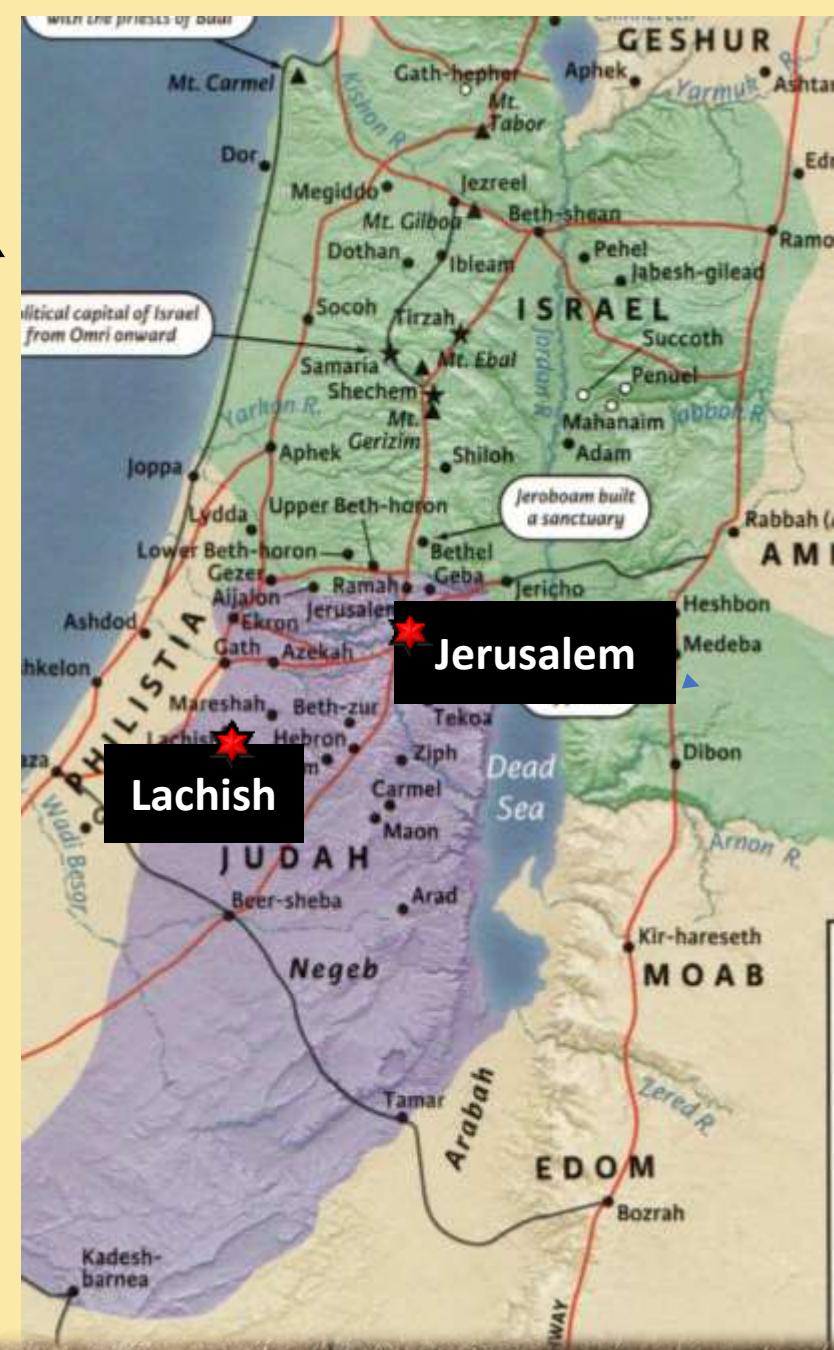 with the priests of Baal
GESHUR
Gath-hepher
Aphek
Mt. Carmel
Yarmuk R.
Kishon R.
Mt.
Tabor
Dor
Megiddo
Jezreel
Mt. Gilboa
Beth-shean
Dothan
Ibleam
Pehel
Jabesh-gilead
ISRAEL
from Omri onward
Socoh
Tirzah
Succoth
Samaria
Mt. Ebal
Jordan R.
Penuel
Shechem
Yarkon R.
Mt.
Gerizim
Mahanaim
Jabbok R.
Aphek
Shiloh
Adam
Joppa
Jeroboam built
a sanctuary
Lydda
Upper Beth-horon
Rabbah
Lower Beth-horon
Bethel
Gezer
Ramah
Geba
Jericho
Aijalon
Jerusalem
Heshbon
Ashdod
Ekron
Jerusalem
Medeba
Gath
Azekah
PHILISTIA
Mareshah
Beth-zur
Tekoa
Lachish
Hebron
Ziph
Dead
Sea
Dibon
Lachish
Carmel
Maon
Wadi Besor
JUDAH
Arnon R.
Beer-sheba
Arad
Kir-hareseth
Negeb
MOAB
Arabah
Zered R.
Tamar
EDOM
Bozrah
Kadesh-
barnea